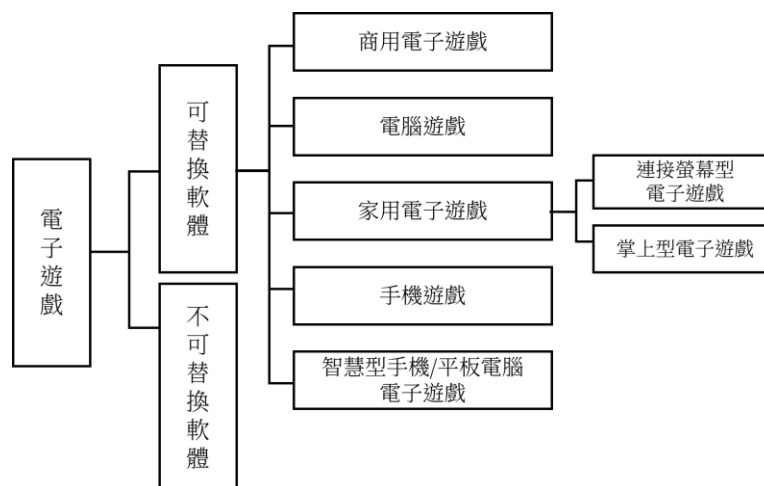 電子遊戲
可替換軟體
不可替換軟體
商用電子遊戲
電腦遊戲
家用電子遊戲
手機遊戲
智慧型手機/平板電腦
電子遊戲
連接螢幕型
電子遊戲
掌上型電子遊戲